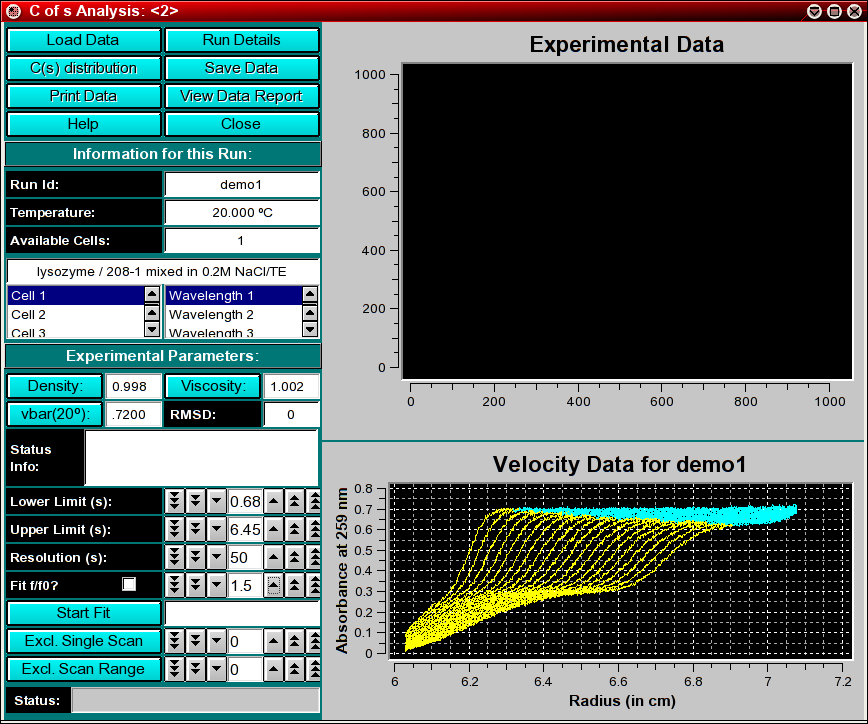 C of s Analysis: <2>
Load Data Run Details
C(s) distribution Save Data
Print Data View Data Report
Help Close
Information for this Run:
Run Id: demo1
Temperature: 20.000 ºC
Available Cells: 1
lysozyme / 208-1 mixed in 0.2M NaCl/TE
Cell 1 Wavelength 1
Cell 2 Wavelength 2
Cell 3 Wavelength 3
Experimental Parameters:
Density: 0.998 Viscosity: 1.002
vbar(20º): .7200 RMSD: 0
Status
Info:
Lower Limit (s): 0.68
Upper Limit (s): 6.45
Resolution (s): 50
Fit f/f0? 1.5
Start Fit
Excl. Single Scan 0
Excl. Scan Range 0
Status:
Experimental Data
1000
800
600
400
200
0
0 200 400 600 800 1000
Velocity Data for demo1
Absorbance at 259 nm
0.8
0.7
0.6
0.5
0.4
0.3
0.2
0.1
0
6 6.2 6.4 6.6 6.8 7 7.2
Radius (in cm)